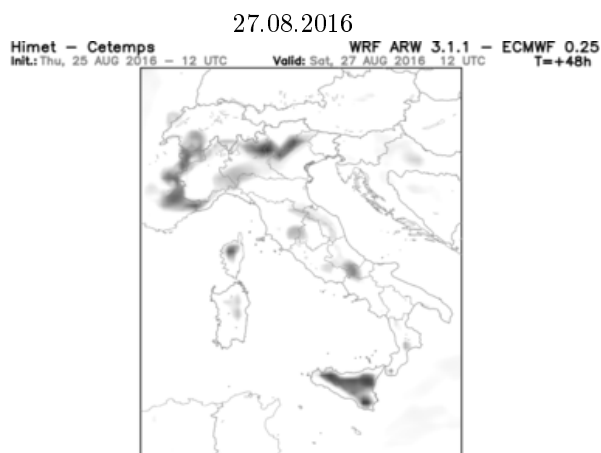 27.08.2016
Himet - Cetemps WRF ARW 3.1.1 - ECMWF 0.25
Init.: Thu, 25 AUG 2016 - 12 UTC Valid: Sat, 27 AUG 2016 12 UTC T=+48h